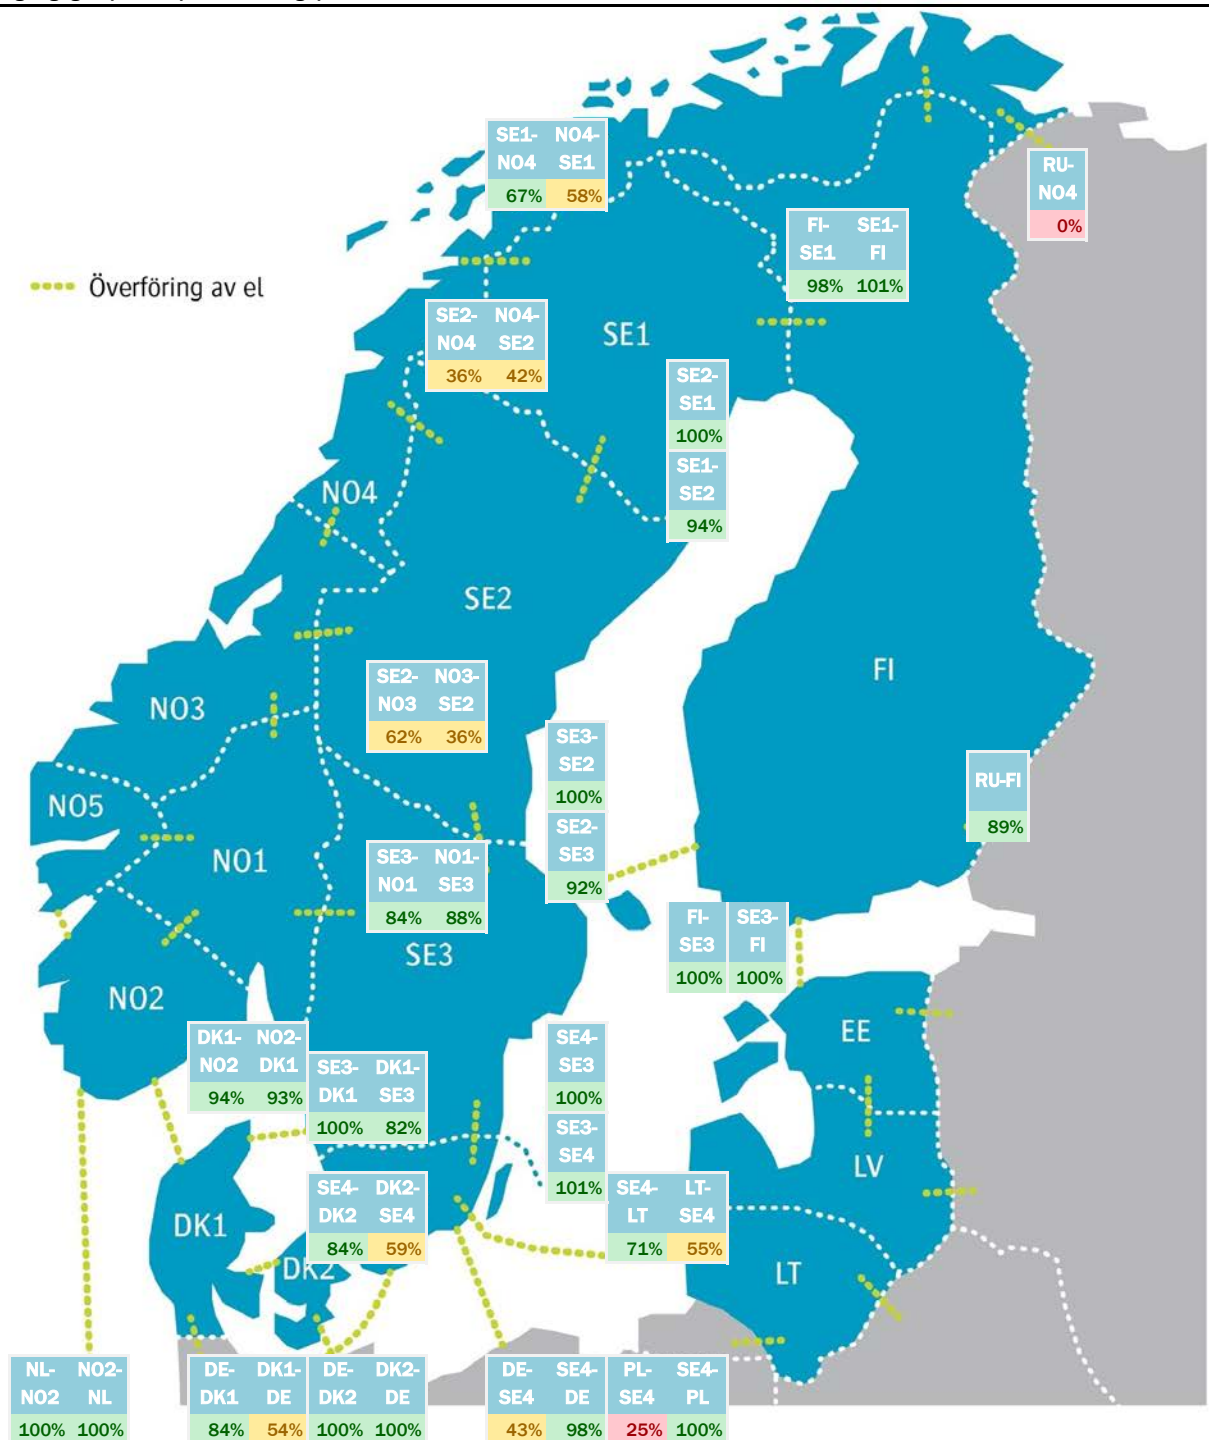 SE1- NO4-
NO4 SE1
67% 58%
RU-
NO4
0%
FI- SE1-
SE1 FI
98% 101%
Överföring av el
SE2- NO4-
NO4 SE2
36% 42%
SE1
SE2-
SE1
100%
SE1-
SE2
94%
NO4
SE2
FI
SE2- NO3-
NO3 SE2
62% 36%
NO3
SE3-
SE2
100%
RU-FI
89%
NO5
SE2-
SE3
92%
NO1
SE3- NO1-
NO1 SE3
84% 88%
FI- SE3-
SE3 FI
100% 100%
SE3
NO2
EE
DK1- NO2-
NO2 DK1
94% 93%
SE3- DK1-
DK1 SE3
100% 82%
SE4-
SE3
100%
SE3-
SE4
101%
LV
SE4- DK2-
DK2 SE4
84% 59%
SE4- LT-
LT SE4
71% 55%
DK1
DK2
LT
NL- NO2-
NO2 NL
100% 100%
DE- DK1- DE- DK2-
DK1 DE DK2 DE
84% 54% 100% 100%
DE- SE4- PL- SE4-
SE4 DE SE4 PL
43% 98% 25% 100%